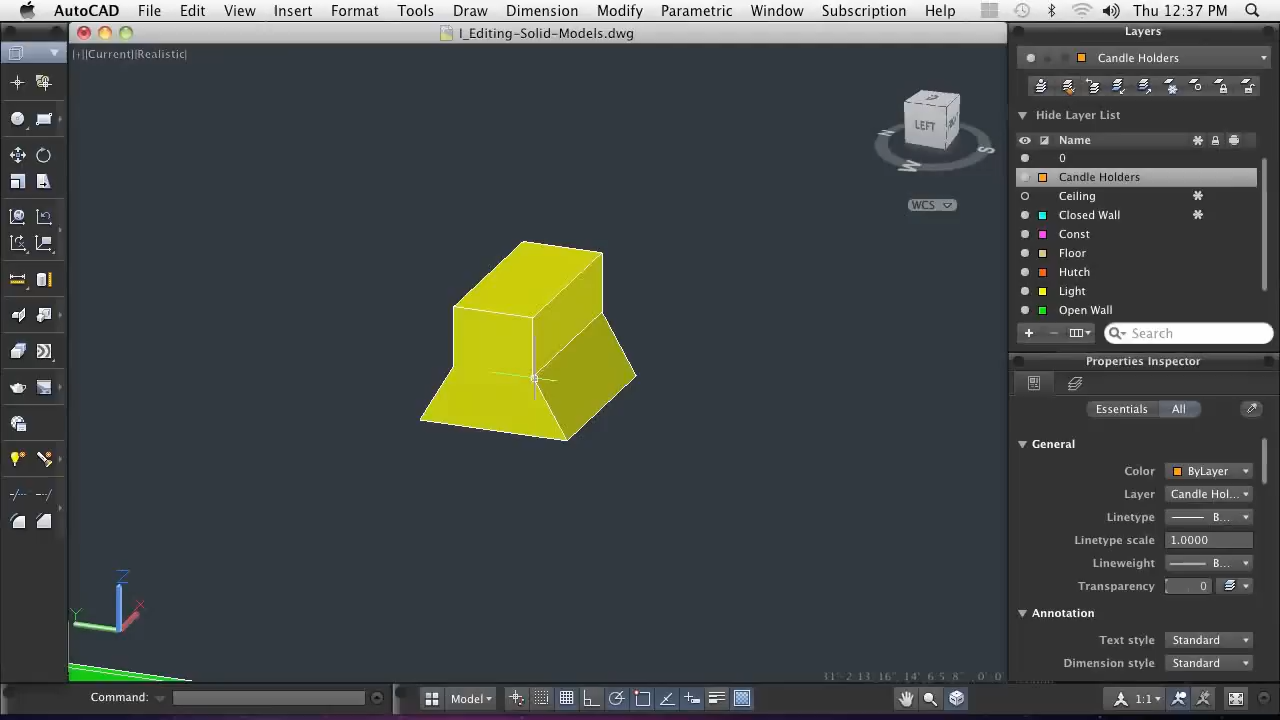 AutoCAD File Edit View Insert Format Tools Draw Dimension Modify Parametric Window Subscription Help Thu 12:37 PM
I_Editing-Solid-Models.dwg
[+][Current][Realistic]
LEFT
N
W
S
WCS
Z
Y
X
Layers
Candle Holders
Hide Layer List
Name
0
Candle Holders
Ceiling
Closed Wall
Const
Floor
Hutch
Light
Open Wall
+ −
Search
Properties Inspector
Essentials All
General
Color ByLayer
Layer Candle Hol...
Linetype B...
Linetype scale 1.0000
Lineweight B...
Transparency 0
Annotation
Text style Standard
Dimension style Standard
Command:
Model
1:1